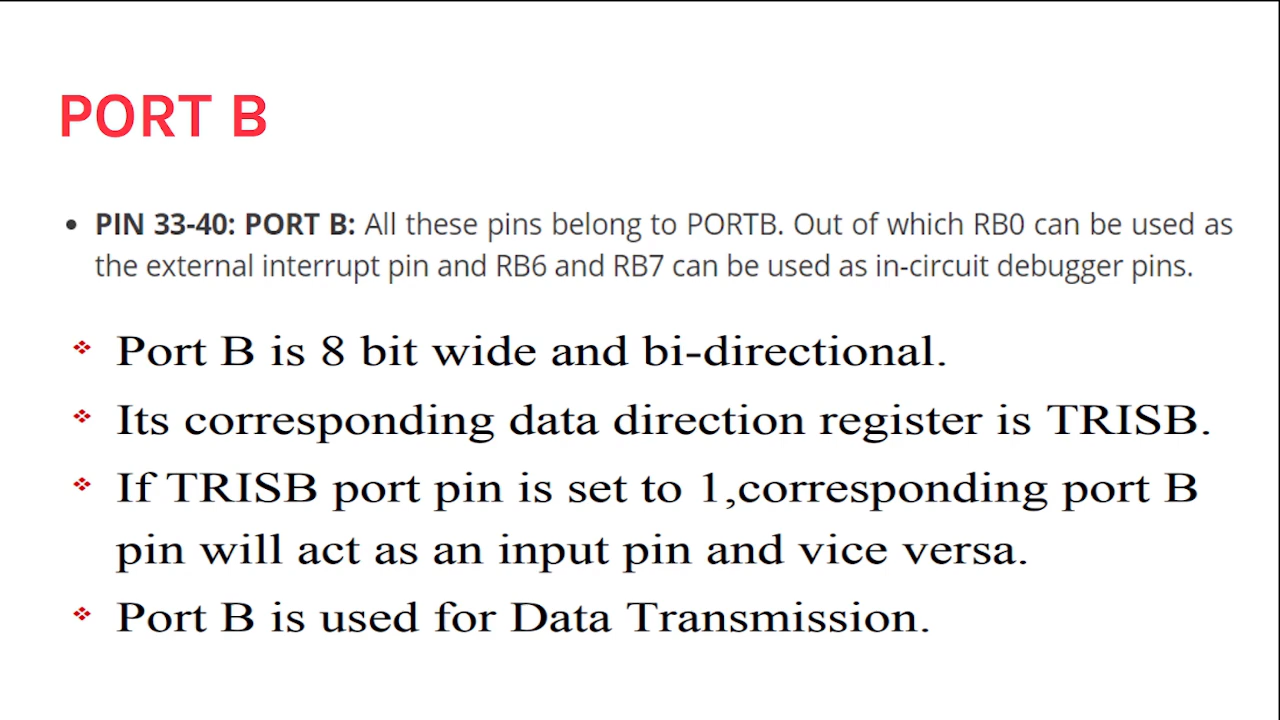 PORT B
• PIN 33-40: PORT B: All these pins belong to PORTB. Out of which RB0 can be used as
the external interrupt pin and RB6 and RB7 can be used as in-circuit debugger pins.
❖ Port B is 8 bit wide and bi-directional.
❖ Its corresponding data direction register is TRISB.
❖ If TRISB port pin is set to 1,corresponding port B
pin will act as an input pin and vice versa.
❖ Port B is used for Data Transmission.